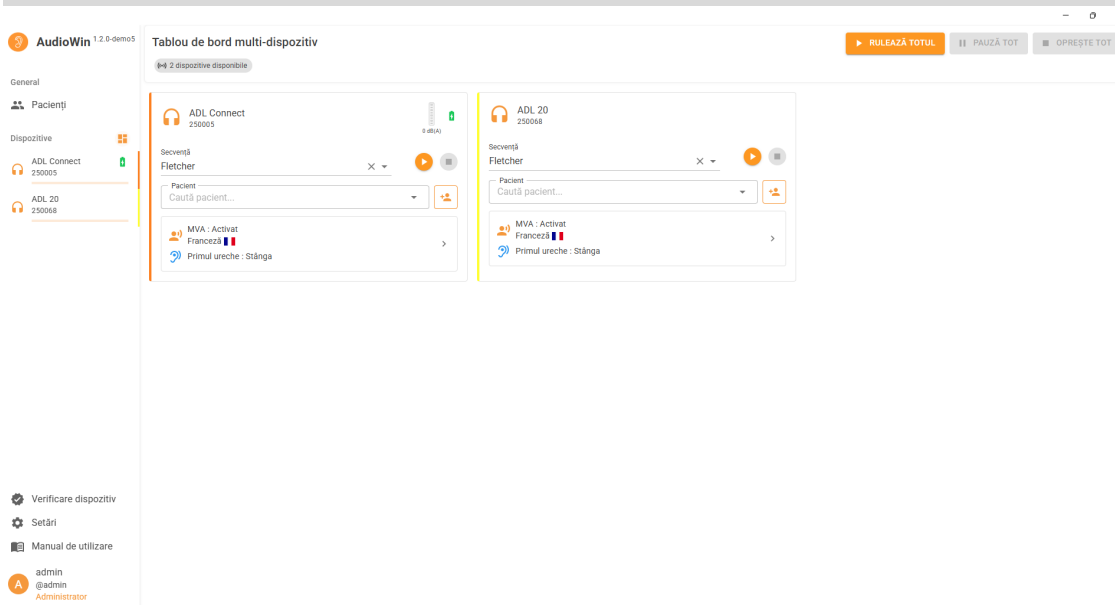 AudioWin 1.2.0-demo5
General
Pacienți
Dispozitive
ADL Connect
250005
ADL 20
250068
Verificare dispozitiv
Setări
Manual de utilizare
A
admin
@admin
Administrator
Tablou de bord multi-dispozitiv
2 dispozitive disponibile
RULEAZĂ TOTUL
PAUZĂ TOT
OPREȘTE TOT
ADL Connect
250005
0 dB(A)
Secvență
Fletcher
Pacient
Caută pacient...
MVA : Activat
Franceză
Primul ureche : Stânga
ADL 20
250068
Secvență
Fletcher
Pacient
Caută pacient...
MVA : Activat
Franceză
Primul ureche : Stânga